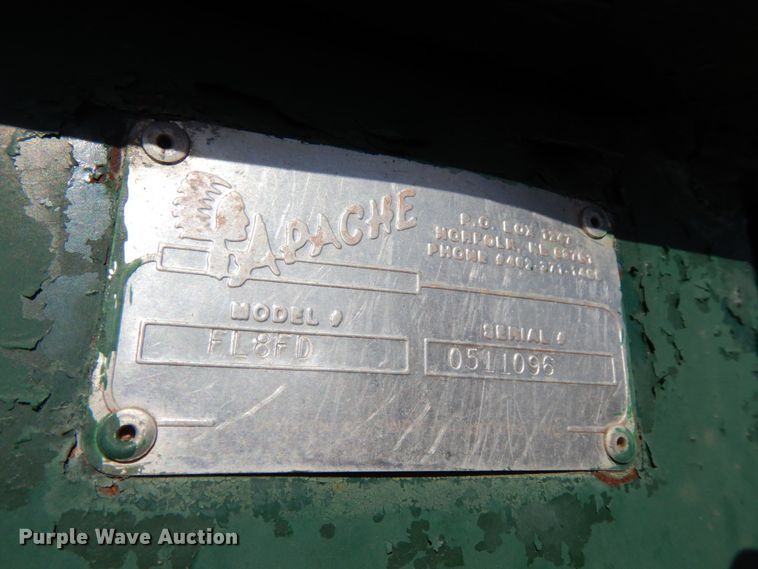 APACHE
P.O. BOX
NORFOLK, NE
PHONE
MODEL #
FL8FD
SERIAL #
0511096
Purple Wave Auction®